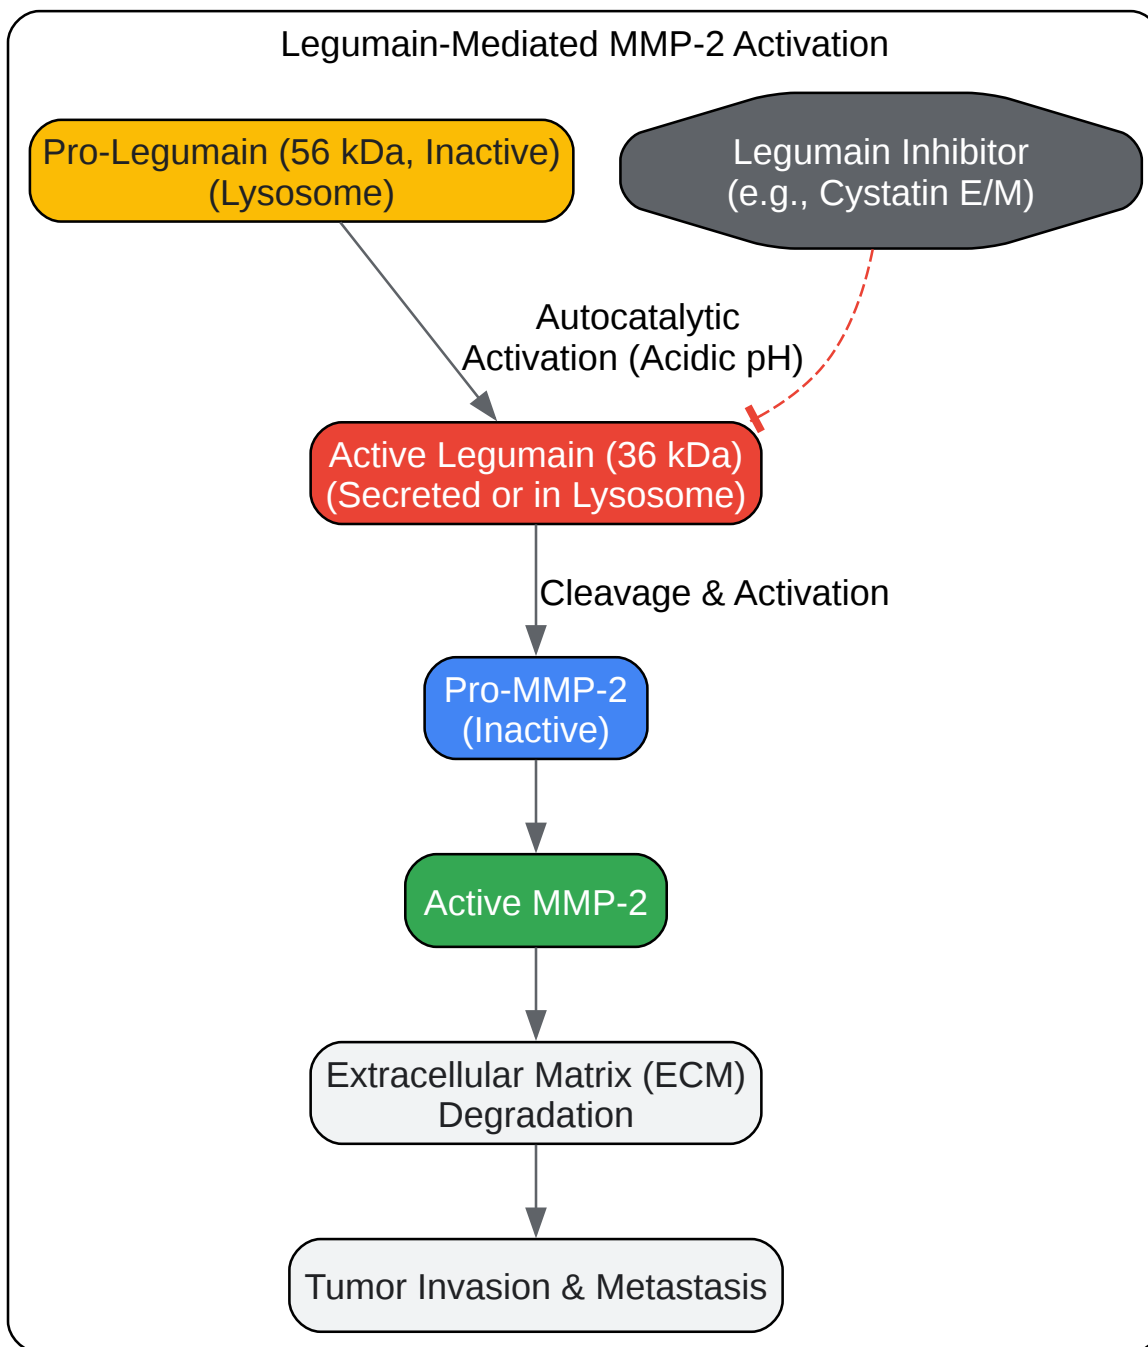 Legumain-Mediated MMP-2 Activation
Pro-Legumain (56 kDa, Inactive)
(Lysosome)
Legumain Inhibitor
(e.g., Cystatin E/M)
Autocatalytic
Activation (Acidic pH)
Active Legumain (36 kDa)
(Secreted or in Lysosome)
Cleavage & Activation
Pro-MMP-2
(Inactive)
Active MMP-2
Extracellular Matrix (ECM)
Degradation
Tumor Invasion & Metastasis